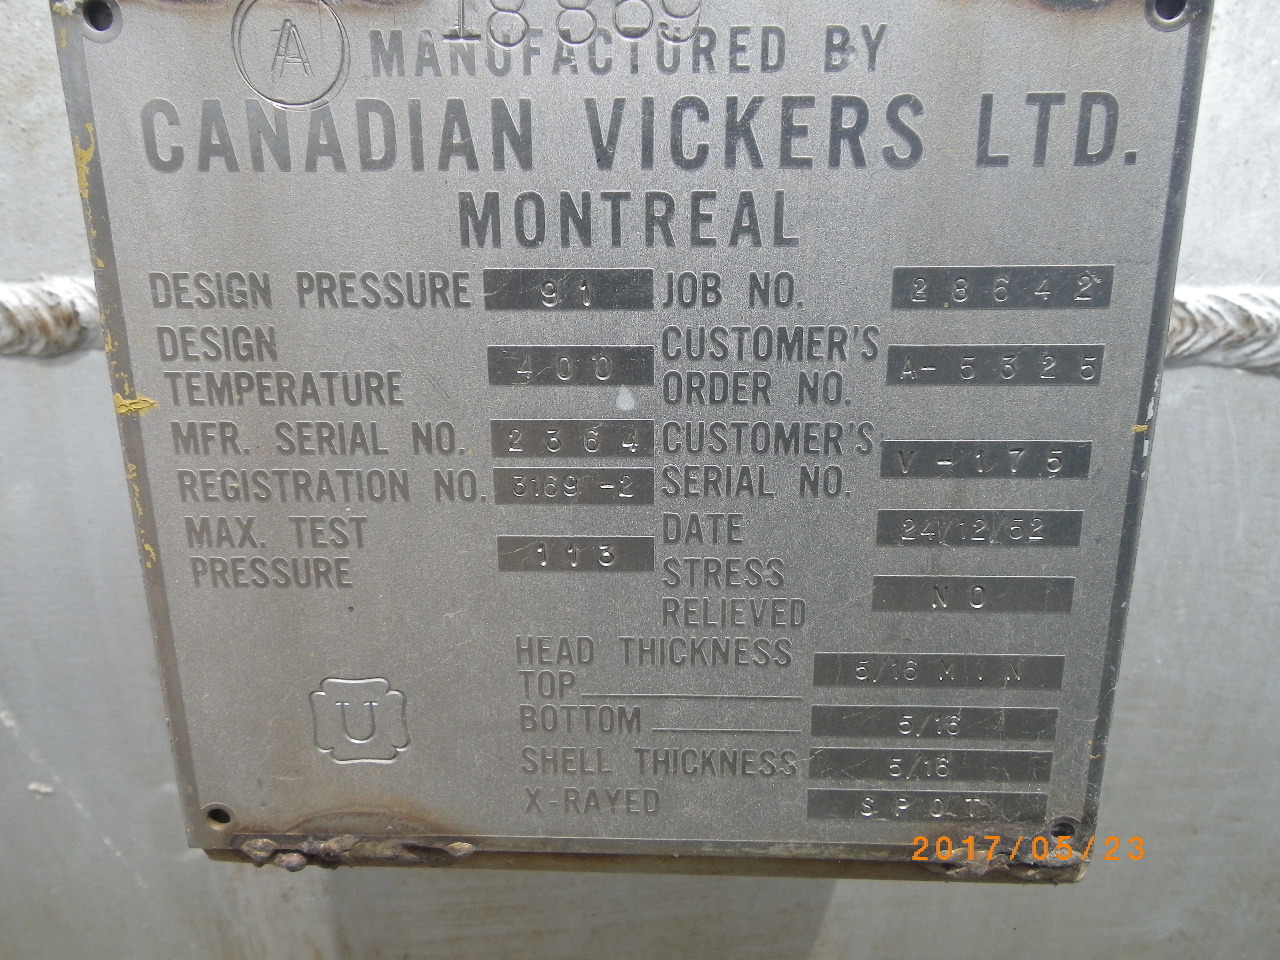 18 869
A
MANUFACTURED BY
CANADIAN VICKERS LTD.
MONTREAL
DESIGN PRESSURE 91 JOB NO. 28642
DESIGN TEMPERATURE 400 CUSTOMER'S ORDER NO. A-5325
MFR. SERIAL NO. 2364 CUSTOMER'S SERIAL NO. V-175
REGISTRATION NO. 3169-2
MAX. TEST PRESSURE 113 DATE 24/12/52
STRESS RELIEVED NO
HEAD THICKNESS
TOP 5/16 MIN
BOTTOM 5/16
U
SHELL THICKNESS 5/16
X-RAYED SPOT
2017/05/23